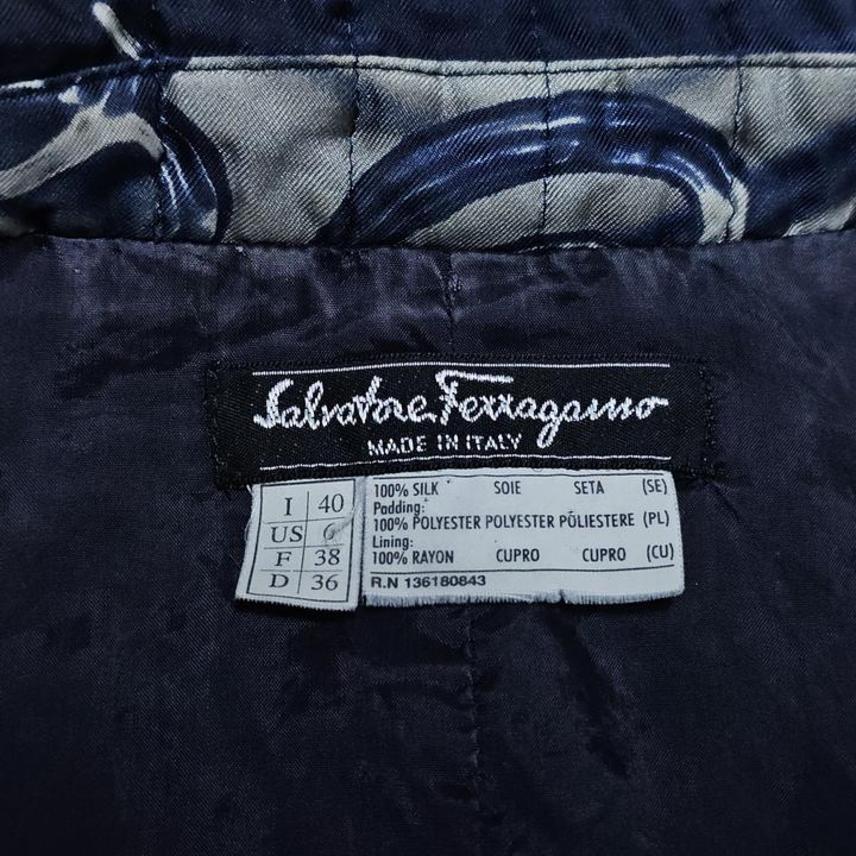 Salvatore Ferragamo
MADE IN ITALY
I 40
US 6
F 38
D 36
100% SILK SOIE SETA (SE)
Padding:
100% POLYESTER POLYESTER POLIESTERE (PL)
Lining:
100% RAYON CUPRO CUPRO (CU)
R.N 136180843